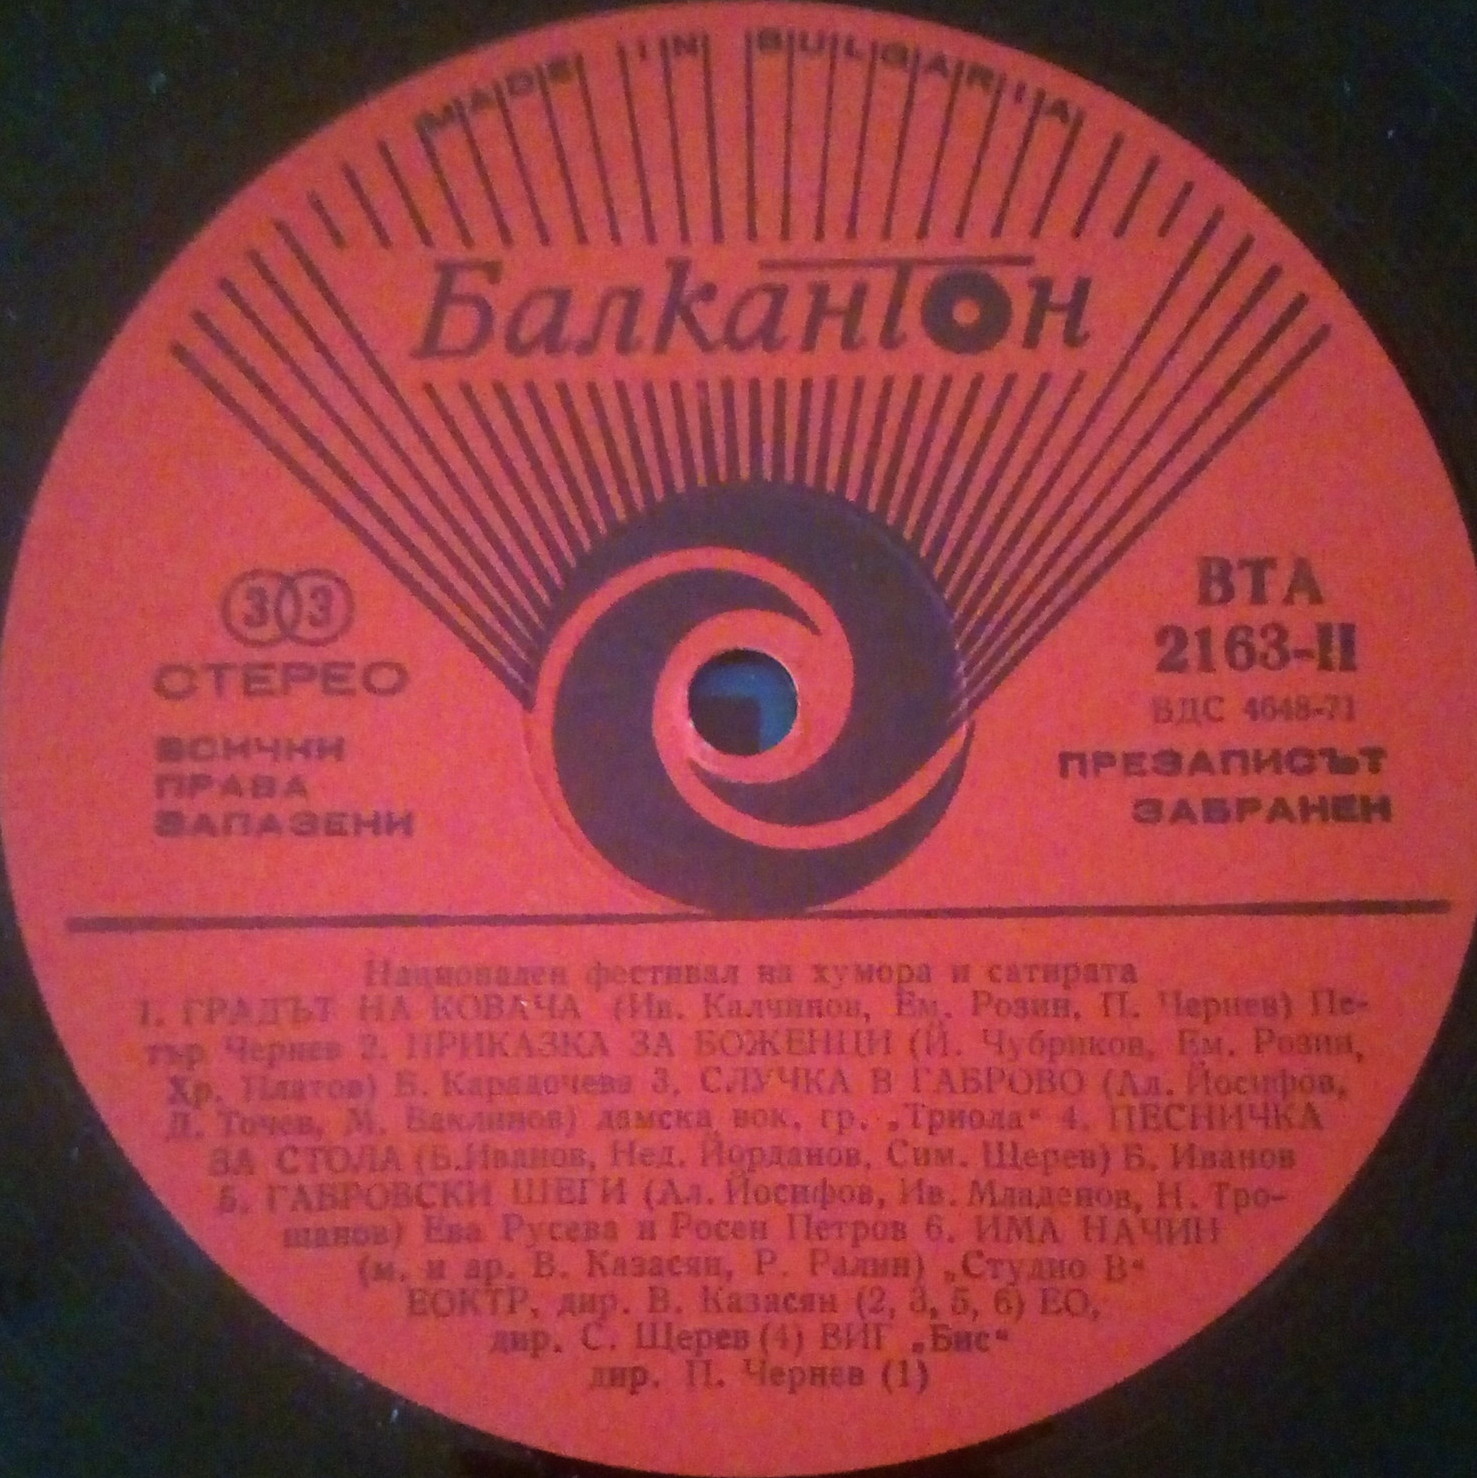 MADE IN BULGARIA
Балкантон
33
СТЕРЕО
ВСИЧКИ
ПРАВА
ЗАПАЗЕНИ
ВТА
2163-II
ВДС 4648-71
ПРЕЗАПИСЪТ
ЗАБРАНЕН
Национален фестивал на хумора и сатирата
1. ГРАДЪТ НА КОВАЧА (Ив. Калчинов, Ем. Розин, П. Чернев) Пе-
тър Чернев 2. ПРИКАЗКА ЗА БОЖЕНЦИ (Й. Чубриков, Ем. Розин,
Хр. Платов) Б. Карадочева 3. СЛУЧКА В ГАБРОВО (Ал. Йосифов,
Д. Точев, М. Баклинов) дамска вок. гр. „Триола“ 4. ПЕСНИЧКА
ЗА СТОЛА (Б.Иванов, Нед. Йорданов, Сим. Щерев) Б. Иванов
5. ГАБРОВСКИ ШЕГИ (Ал. Йосифов, Ив. Младенов, Н. Тро-
шанов) Ева Русева и Росен Петров 6. ИМА НАЧИН
(м. и ар. В. Казасян, Р. Ралин) „Студио В“
ЕОКТР, дир. В. Казасян (2, 3, 5, 6) ЕО,
дир. С. Щерев (4) ВИГ „Бис“
дир. П. Чернев (1)